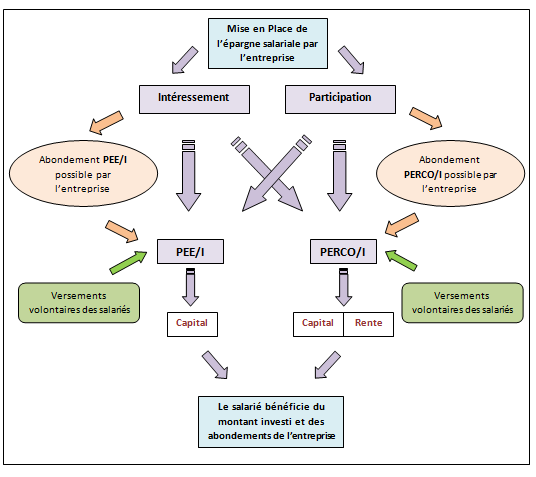 Mise en Place de
l'épargne salariale par
l'entreprise
Intéressement
Participation
Abondement PEE/I
possible par
l'entreprise
Abondement
PERCO/I possible par
l'entreprise
PEE/I
PERCO/I
Versements
volontaires des salariés
Versements
volontaires des salariés
Capital
Capital
Rente
Le salarié bénéficie du
montant investi et des
abondements de l'entreprise